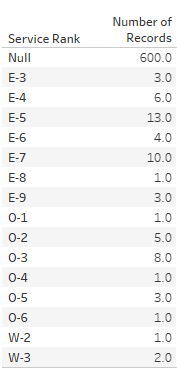 Number of
Service Rank Records
Null 600.0
E-3 3.0
E-4 6.0
E-5 13.0
E-6 4.0
E-7 10.0
E-8 1.0
E-9 3.0
O-1 1.0
O-2 5.0
O-3 8.0
O-4 1.0
O-5 3.0
O-6 1.0
W-2 1.0
W-3 2.0